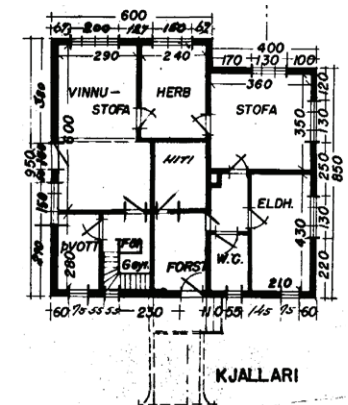 600
67 200 127 160 67
400
170 130 100
290
240
360
VINNU-
STOFA
HERB
STOFA
120
130
350
250
850
130
220
600
950
HITI
ELDH.
430
ÞVOTT
280
Gey.
FORST
W.C.
210
60 75 55 55 230 110 55 145 75 60
KJALLARI